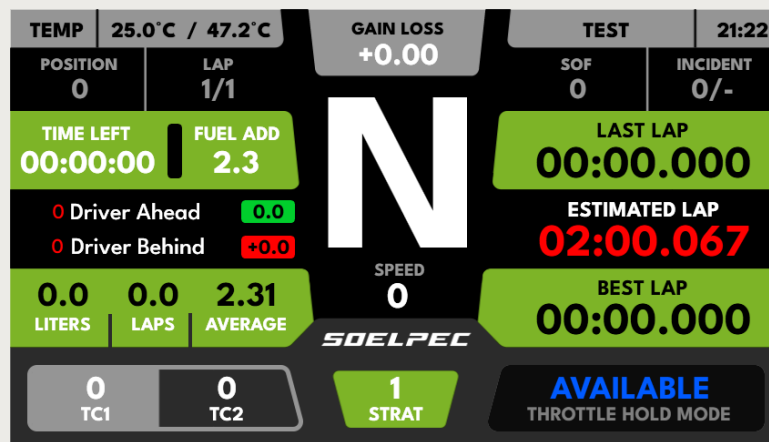 TEMP 25.0°C / 47.2°C
GAIN LOSS
+0.00
TEST 21:22
POSITION
0
LAP
1/1
SOF
0
INCIDENT
0/-
TIME LEFT
00:00:00
FUEL ADD
2.3
N
LAST LAP
00:00.000
0 Driver Ahead 0.0
0 Driver Behind +0.0
ESTIMATED LAP
02:00.067
SPEED
0
0.0
LITERS
0.0
LAPS
2.31
AVERAGE
BEST LAP
00:00.000
SOELPEC
0
TC1
0
TC2
1
STRAT
AVAILABLE
THROTTLE HOLD MODE